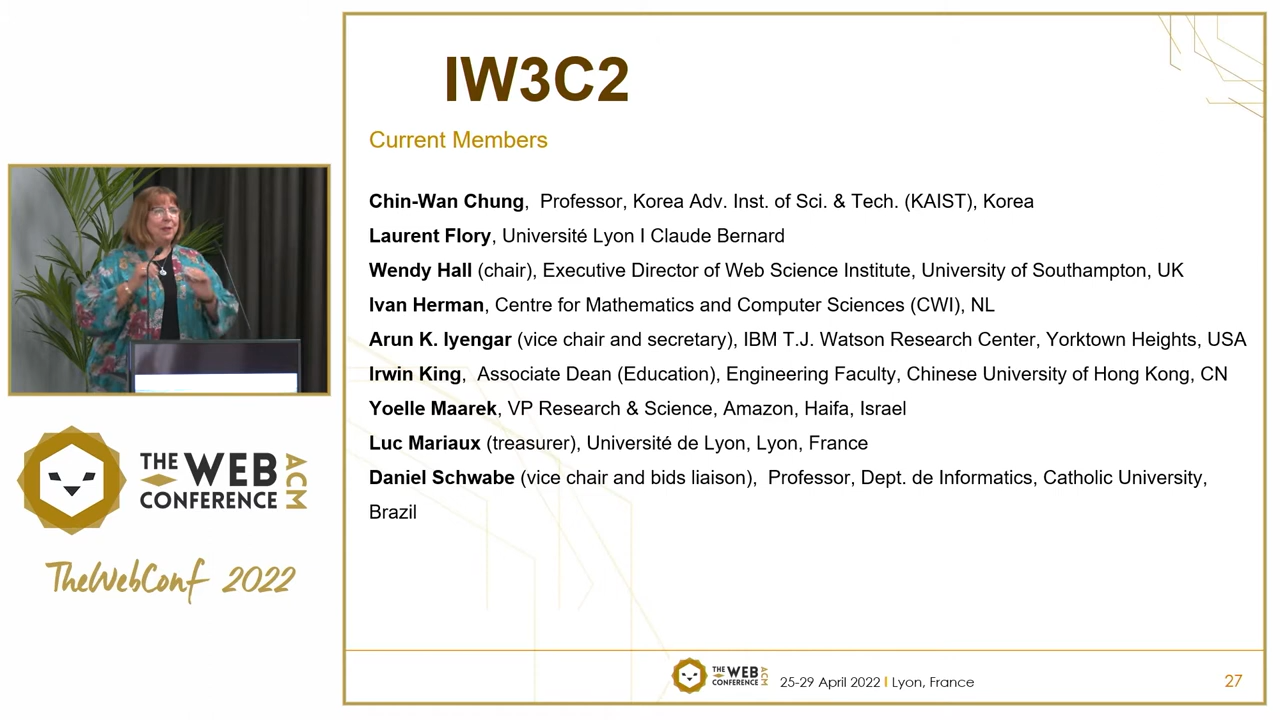 IW3C2
Current Members
Chin-Wan Chung, Professor, Korea Adv. Inst. of Sci. & Tech. (KAIST), Korea
Laurent Flory, Université Lyon I Claude Bernard
Wendy Hall (chair), Executive Director of Web Science Institute, University of Southampton, UK
Ivan Herman, Centre for Mathematics and Computer Sciences (CWI), NL
Arun K. Iyengar (vice chair and secretary), IBM T.J. Watson Research Center, Yorktown Heights, USA
Irwin King, Associate Dean (Education), Engineering Faculty, Chinese University of Hong Kong, CN
Yoelle Maarek, VP Research & Science, Amazon, Haifa, Israel
Luc Mariaux (treasurer), Université de Lyon, Lyon, France
Daniel Schwabe (vice chair and bids liaison), Professor, Dept. de Informatics, Catholic University,
Brazil
THE WEB
CONFERENCE
ACM
TheWebConf 2022
THE WEB
CONFERENCE
ACM
25-29 April 2022 I Lyon, France
27